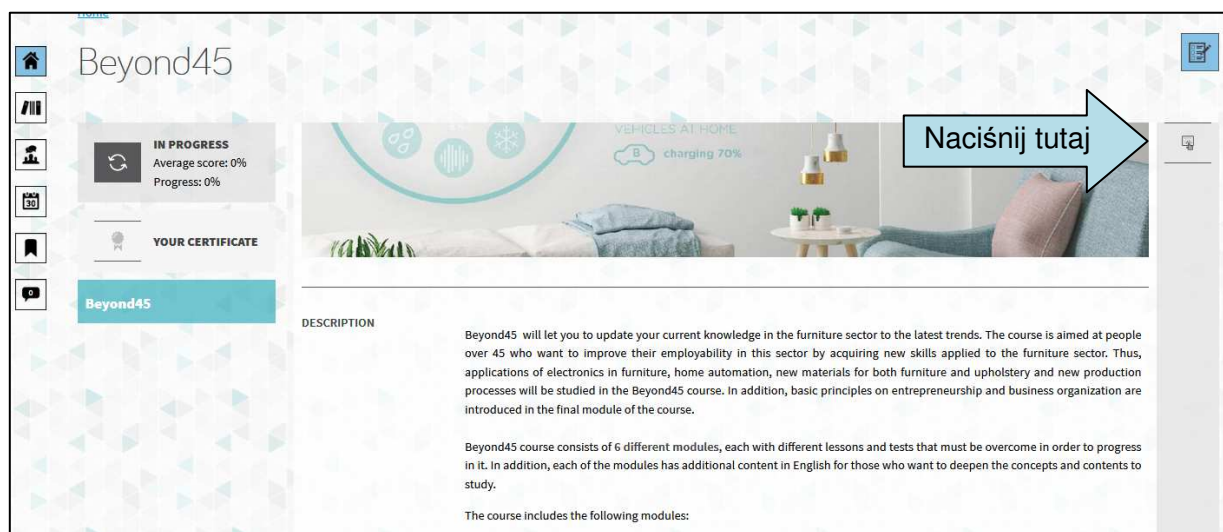 Home
Beyond45
IN PROGRESS
Average score: 0%
Progress: 0%
YOUR CERTIFICATE
Beyond45
30
0
VEHICLES AT HOME
B charging 70%
Naciśnij tutaj
DESCRIPTION
Beyond45 will let you to update your current knowledge in the furniture sector to the latest trends. The course is aimed at people
over 45 who want to improve their employability in this sector by acquiring new skills applied to the furniture sector. Thus,
applications of electronics in furniture, home automation, new materials for both furniture and upholstery and new production
processes will be studied in the Beyond45 course. In addition, basic principles on entrepreneurship and business organization are
introduced in the final module of the course.
Beyond45 course consists of 6 different modules, each with different lessons and tests that must be overcome in order to progress
in it. In addition, each of the modules has additional content in English for those who want to deepen the concepts and contents to
study.
The course includes the following modules: